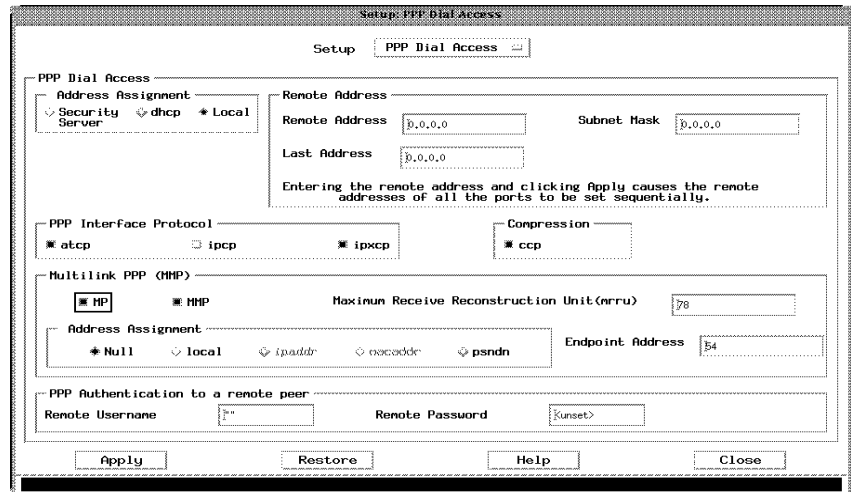 Setup: PPP Dial Access
Setup PPP Dial Access
PPP Dial Access
Address Assignment
Security Server
dhcp
Local
Remote Address
Remote Address 0.0.0.0
Subnet Mask 0.0.0.0
Last Address 0.0.0.0
Entering the remote address and clicking Apply causes the remote
addresses of all the ports to be set sequentially.
PPP Interface Protocol
atcp ipcp ipxcp
Compression
ccp
Multilink PPP (MMP)
MP MMP Maximum Receive Reconstruction Unit(mrru) 78
Address Assignment
Null local ipaddr macaddr psndn
Endpoint Address 54
PPP Authentication to a remote peer
Remote Username "" Remote Password <unset>
Apply Restore Help Close